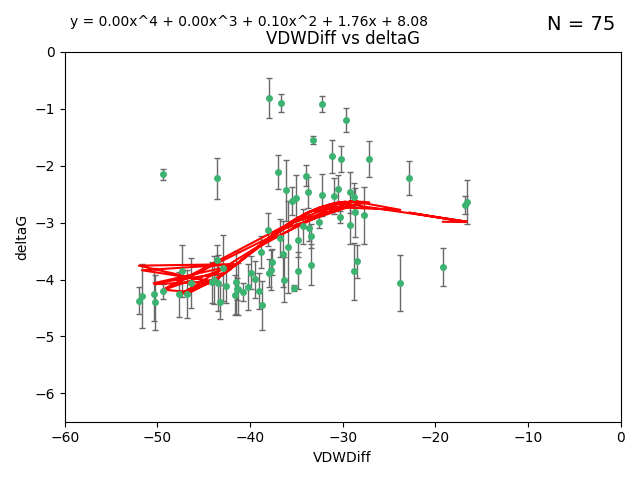 y = 0.00x^4 + 0.00x^3 + 0.10x^2 + 1.76x + 8.08
N = 75
VDWDiff vs deltaG
0
−1
−2
−3
−4
−5
−6
deltaG
−60
−50
−40
−30
−20
−10
0
VDWDiff